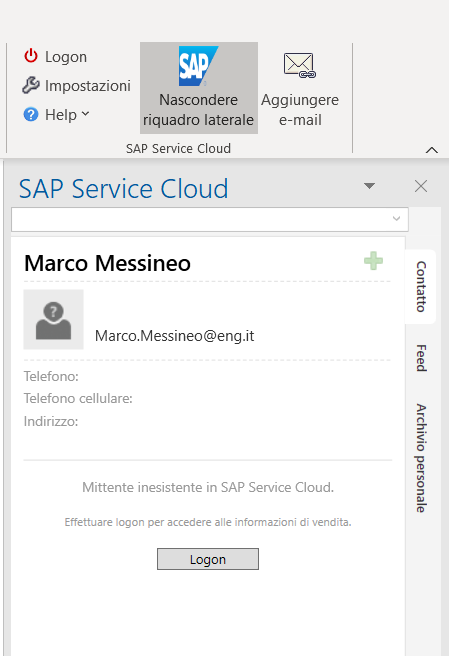 Logon
Impostazioni
Help
SAP
Nascondere
riquadro laterale
Aggiungere
e-mail
SAP Service Cloud
SAP Service Cloud
Marco Messineo
Marco.Messineo@eng.it
Telefono:
Telefono cellulare:
Indirizzo:
Mittente inesistente in SAP Service Cloud.
Effettuare logon per accedere alle informazioni di vendita.
Logon
Contatto
Feed
Archivio personale